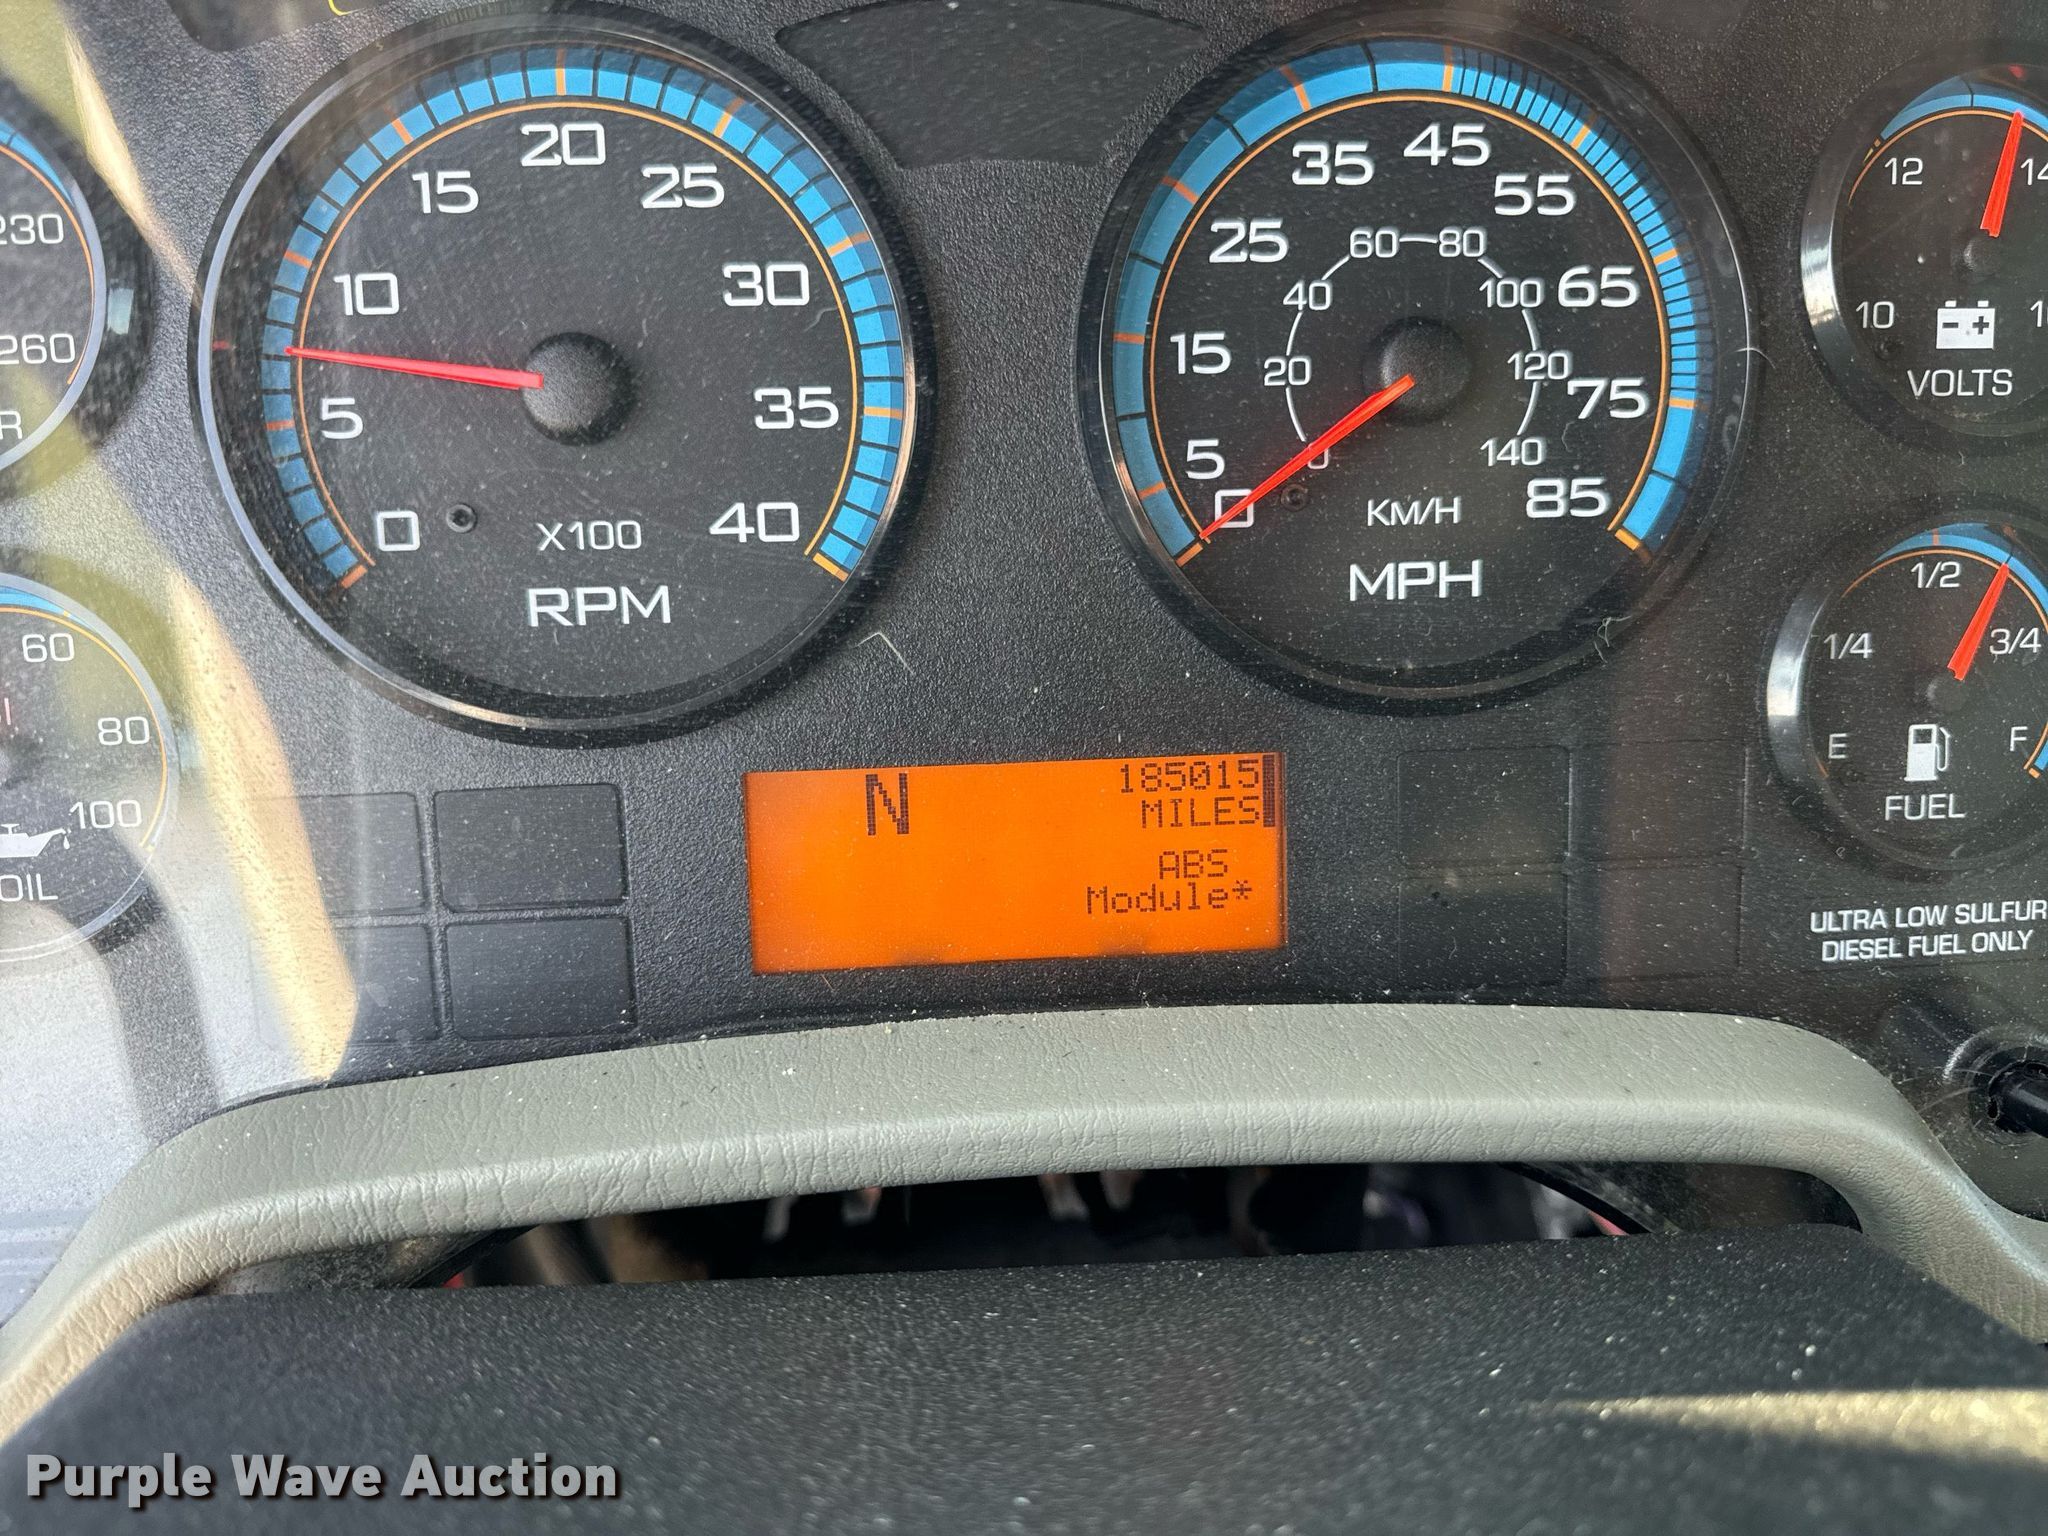 230
260
R
60
80
100
OIL
0
5
10
15
20
25
30
35
40
X100
RPM
0
5
15
25
35
45
55
65
75
85
0
20
40
60
80
100
120
140
KM/H
MPH
10
12
14
VOLTS
E
1/4
1/2
3/4
F
FUEL
N
185015
MILES
ABS
Module*
ULTRA LOW SULFUR
DIESEL FUEL ONLY
Purple Wave Auction